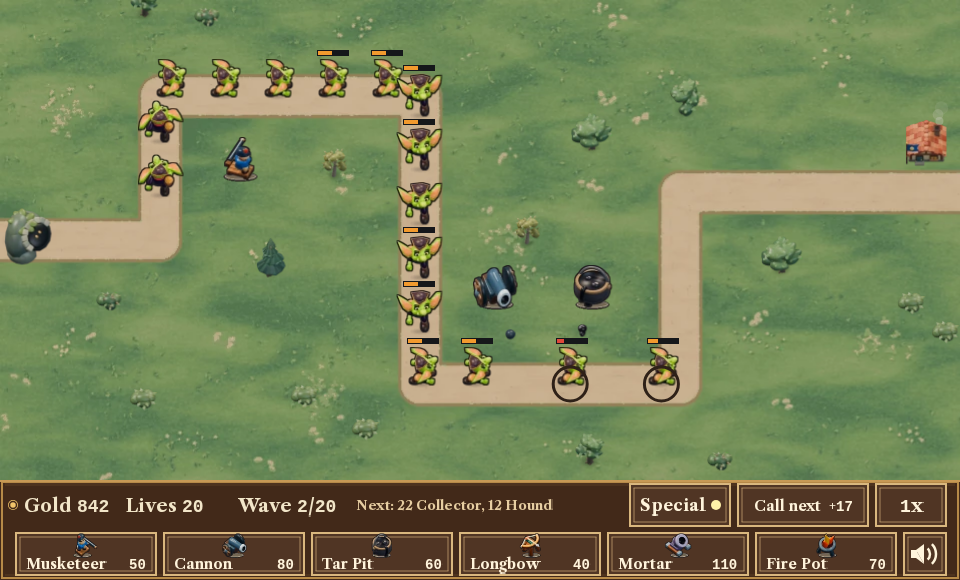 Gold 842 Lives 20 Wave 2/20 Next: 22 Collector, 12 Hound Special Call next +17 1x
Musketeer 50 Cannon 80 Tar Pit 60 Longbow 40 Mortar 110 Fire Pot 70